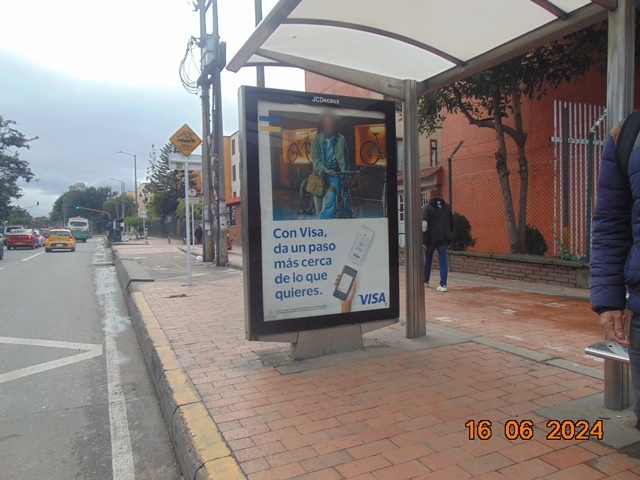 JCDecaux
Con Visa,
da un paso
más cerca
de lo que
quieres.
VISA
16 06 2024